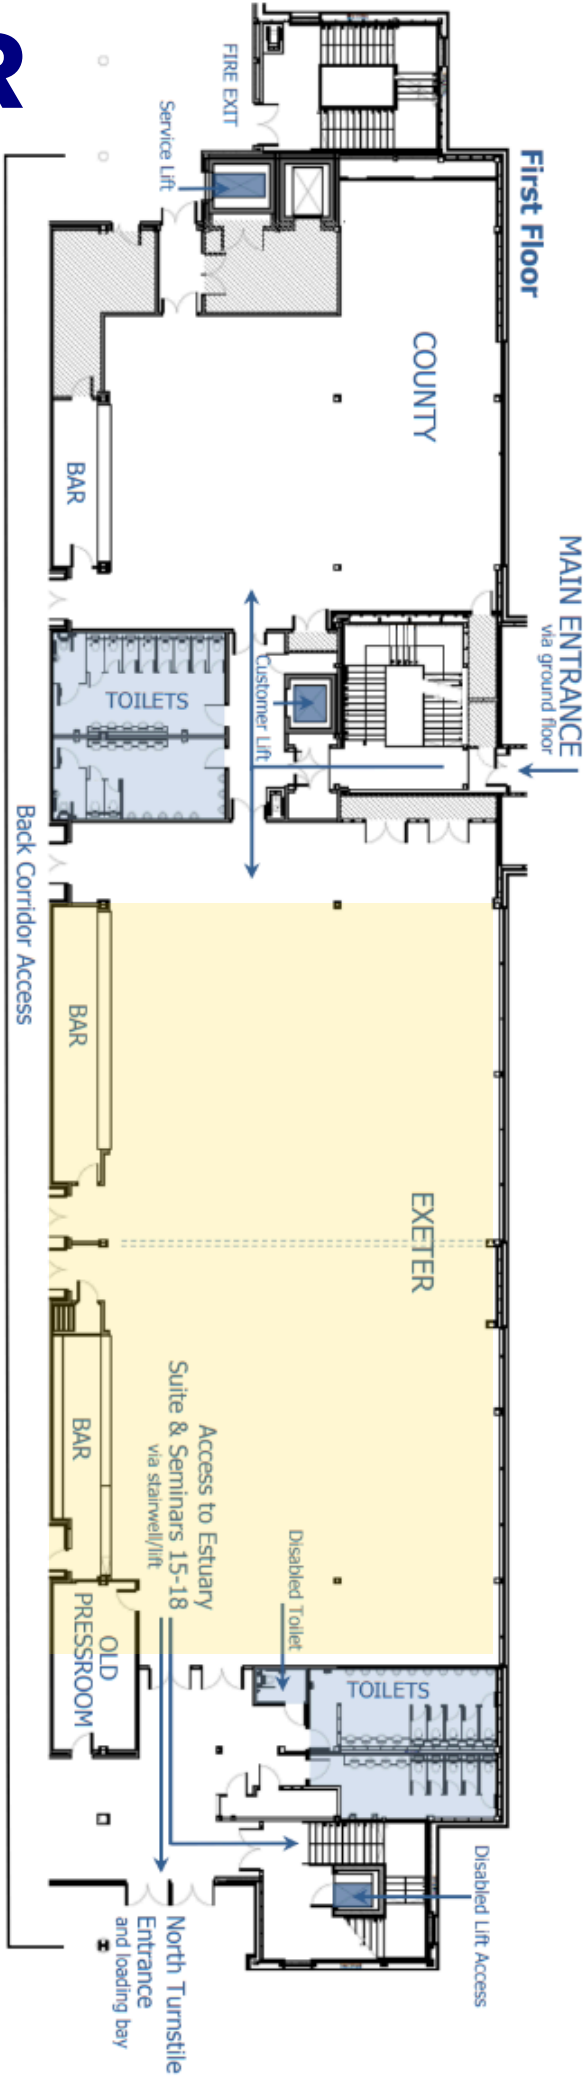 R
First Floor
FIRE EXIT
Service Lift
COUNTY
BAR
MAIN ENTRANCE
via ground floor
TOILETS
Customer Lift
Back Corridor Access
BAR
EXETER
BAR
Access to Estuary
Suite & Seminars 15-18
via stairwell/lift
Disabled Toilet
OLD
PRESSROOM
TOILETS
Disabled Lift Access
North Turnstile
Entrance
and loading bay